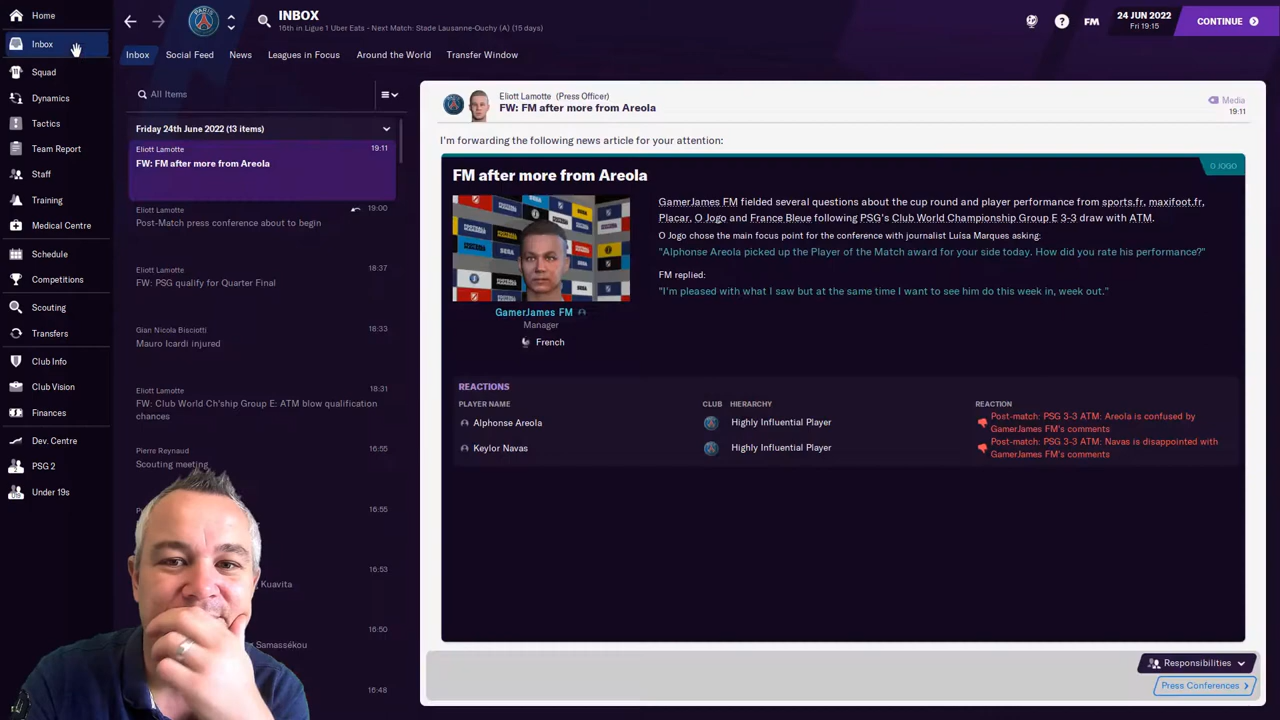 Home
Inbox
Squad
Dynamics
Tactics
Team Report
Staff
Training
Medical Centre
Schedule
Competitions
Scouting
Transfers
Club Info
Club Vision
Finances
Dev. Centre
PSG 2
Under 19s
INBOX
16th in Ligue 1 Uber Eats - Next Match: Stade Lausanne-Ouchy (A) (15 days)
FM
24 JUN 2022
Fri 19:15
CONTINUE
Inbox Social Feed News Leagues in Focus Around the World Transfer Window
All Items
Friday 24th June 2022 (13 items)
Eliott Lamotte 19:11
FW: FM after more from Areola
Eliott Lamotte 19:00
Post-Match press conference about to begin
Eliott Lamotte 18:37
FW: PSG qualify for Quarter Final
Gian Nicola Bisciotti 18:33
Mauro Icardi injured
Eliott Lamotte 18:31
FW: Club World Ch'ship Group E: ATM blow qualification
chances
Pierre Reynaud 16:55
Scouting meeting
16:55
16:53
Kuavita
16:50
Samassékou
16:48
Eliott Lamotte (Press Officer)
FW: FM after more from Areola
Media
19:11
I'm forwarding the following news article for your attention:
O JOGO
FM after more from Areola
GamerJames FM fielded several questions about the cup round and player performance from sports.fr, maxifoot.fr,
Placar, O Jogo and France Bleue following PSG's Club World Championship Group E 3-3 draw with ATM.
O Jogo chose the main focus point for the conference with journalist Luísa Marques asking:
"Alphonse Areola picked up the Player of the Match award for your side today. How did you rate his performance?"
FM replied:
"I'm pleased with what I saw but at the same time I want to see him do this week in, week out."
GamerJames FM
Manager
French
REACTIONS
PLAYER NAME CLUB HIERARCHY REACTION
Alphonse Areola Highly Influential Player Post-match: PSG 3-3 ATM: Areola is confused by
GamerJames FM's comments
Keylor Navas Highly Influential Player Post-match: PSG 3-3 ATM: Navas is disappointed with
GamerJames FM's comments
Responsibilities
Press Conferences